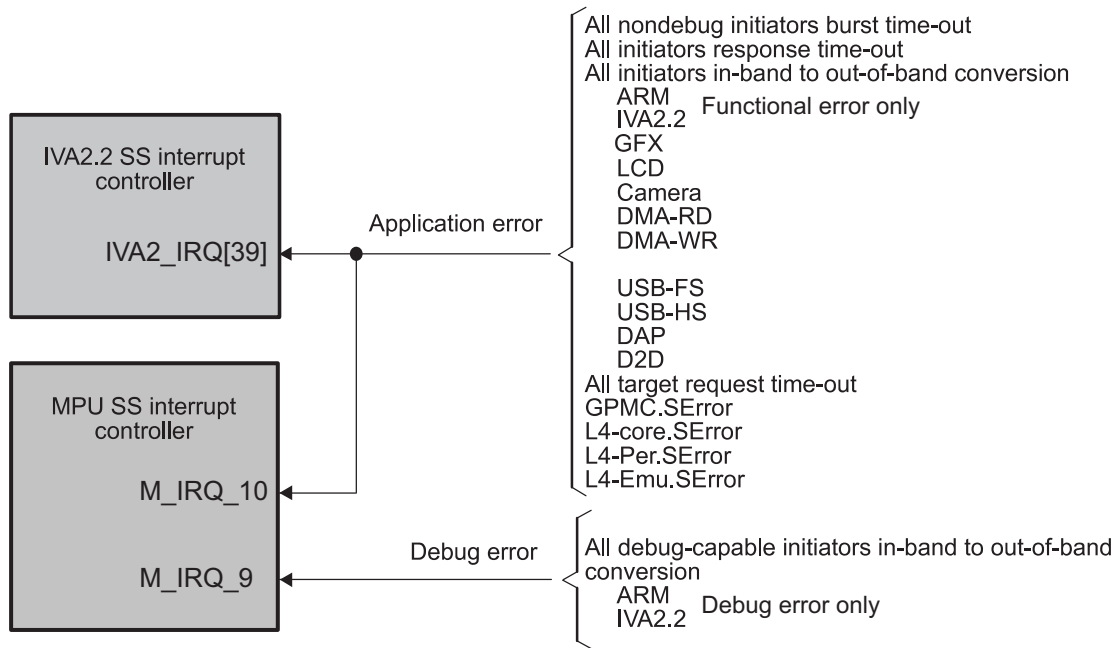 IVA2.2 SS interrupt
controller
IVA2_IRQ[39]
MPU SS interrupt
controller
M_IRQ_10
M_IRQ_9
Application error
Debug error
All nondebug initiators burst time-out
All initiators response time-out
All initiators in-band to out-of-band conversion
ARM
IVA2.2
Functional error only
GFX
LCD
Camera
DMA-RD
DMA-WR
USB-FS
USB-HS
DAP
D2D
All target request time-out
GPMC.SError
L4-core.SError
L4-Per.SError
L4-Emu.SError
All debug-capable initiators in-band to out-of-band
conversion
ARM
IVA2.2
Debug error only